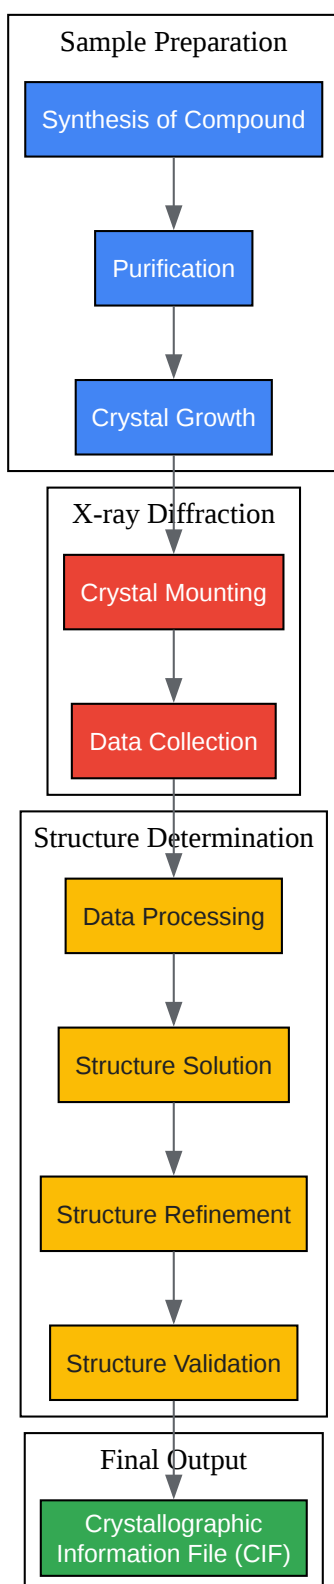 Sample Preparation
Synthesis of Compound
Purification
Crystal Growth
X-ray Diffraction
Crystal Mounting
Data Collection
Structure Determination
Data Processing
Structure Solution
Structure Refinement
Structure Validation
Final Output
Crystallographic
Information File (CIF)